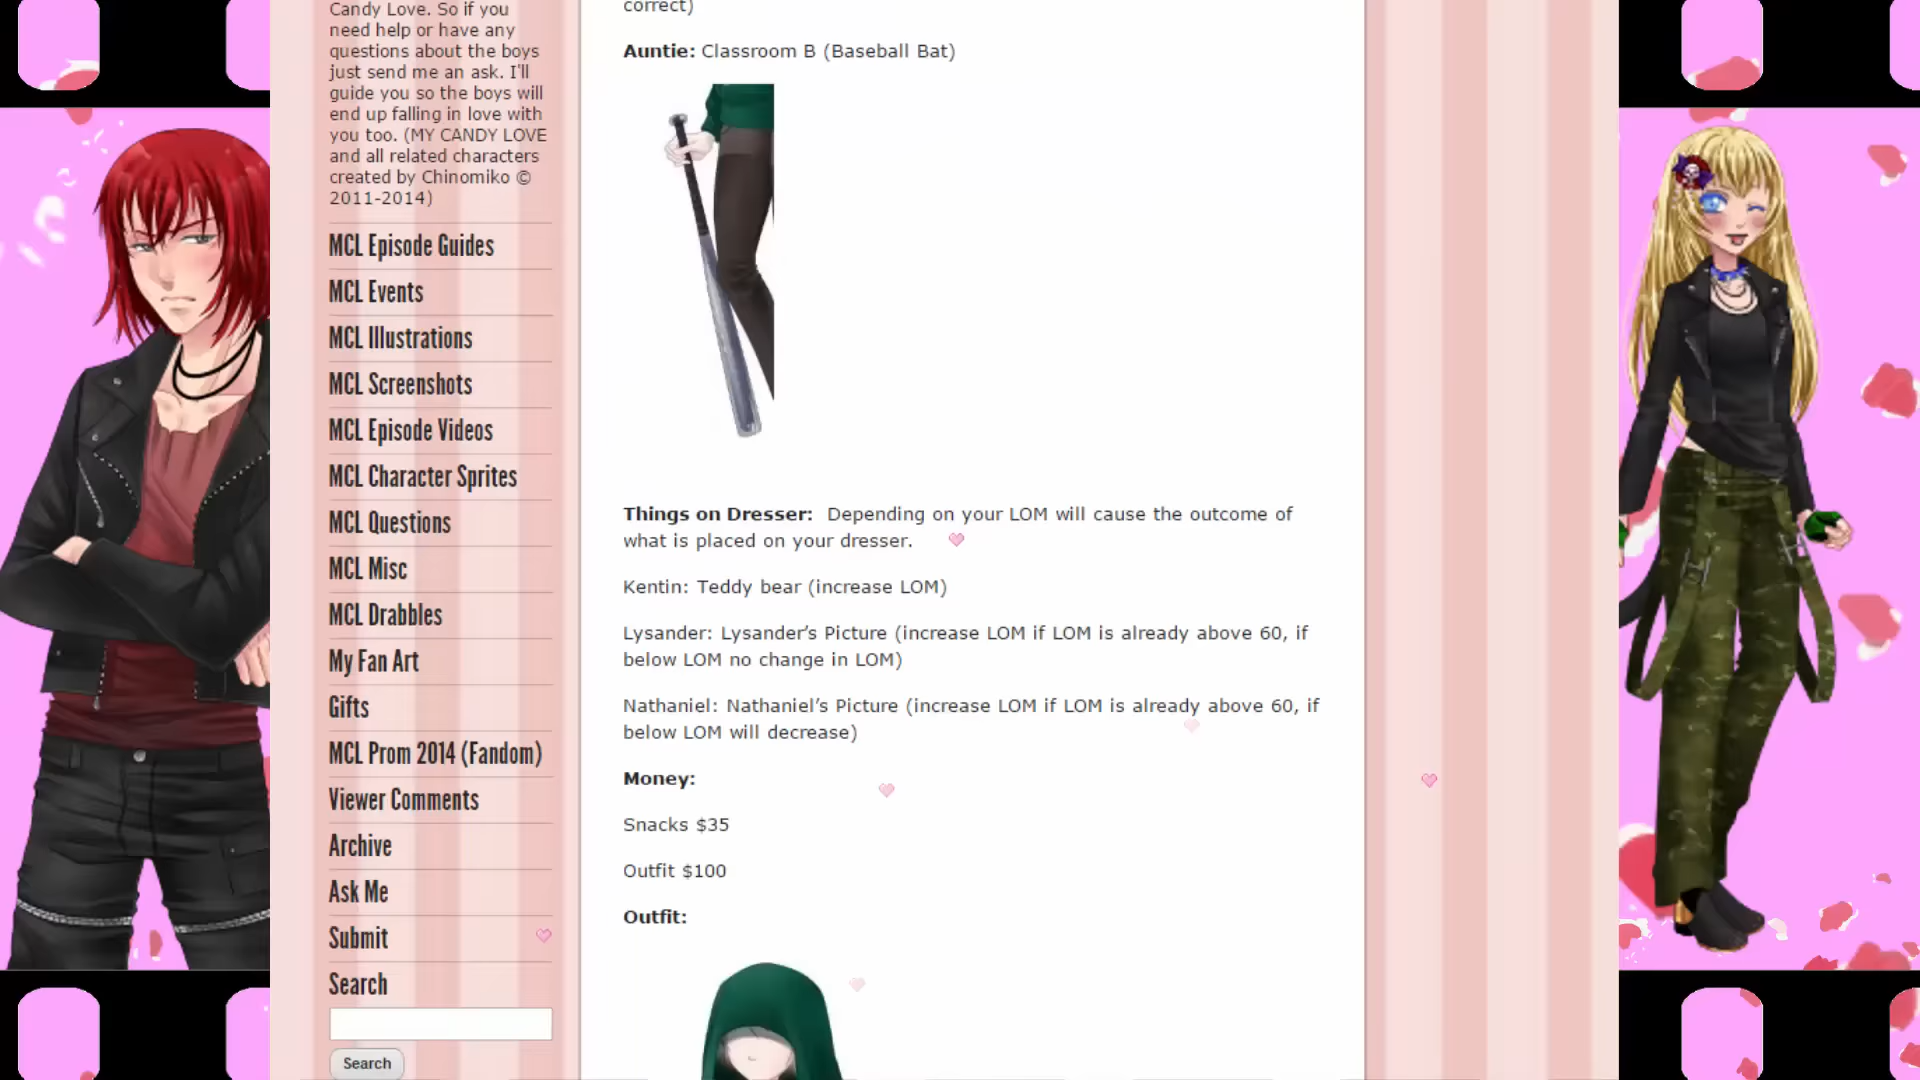 Candy Love. So if you
need help or have any
questions about the boys
just send me an ask. I'll
guide you so the boys will
end up falling in love with
you too. (MY CANDY LOVE
and all related characters
created by Chinomiko ©
2011-2014)
MCL Episode Guides
MCL Events
MCL Illustrations
MCL Screenshots
MCL Episode Videos
MCL Character Sprites
MCL Questions
MCL Misc
MCL Drabbles
My Fan Art
Gifts
MCL Prom 2014 (Fandom)
Viewer Comments
Archive
Ask Me
Submit
Search
Search
correct)
Auntie: Classroom B (Baseball Bat)
Things on Dresser:  Depending on your LOM will cause the outcome of
what is placed on your dresser.
Kentin: Teddy bear (increase LOM)
Lysander: Lysander’s Picture (increase LOM if LOM is already above 60, if
below LOM no change in LOM)
Nathaniel: Nathaniel’s Picture (increase LOM if LOM is already above 60, if
below LOM will decrease)
Money:
Snacks $35
Outfit $100
Outfit: